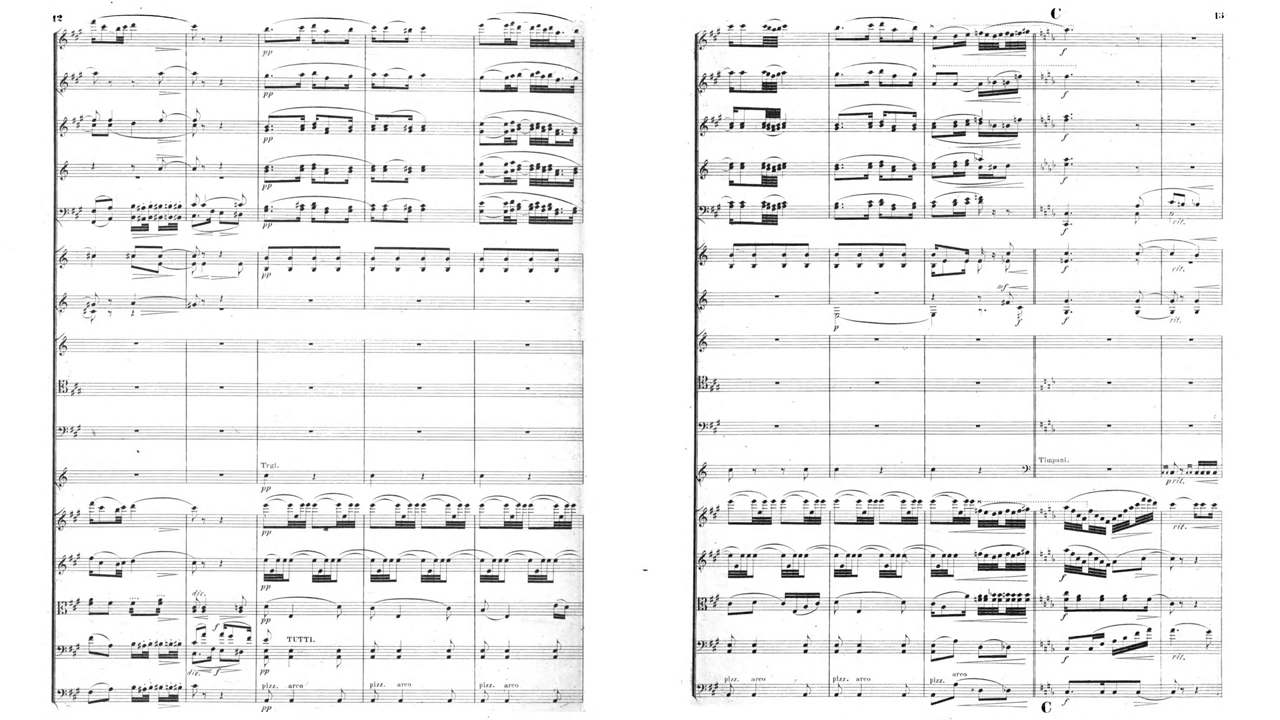 12
pp
pp
pp
pp
pp
pp
Trgl.
pp
pp
pp
div.
pp
f
TUTTI.
div. f
pp
pizz. arco
pizz. arco
pizz. arco
pp
C
13
f
f
f
f
f
rit.
f
rit.
mf
p
f
f
rit.
Timpani.
rit.
f
rit.
f
f
f
rit.
pizz. arco
pizz. arco
pizz.
arco
f
C